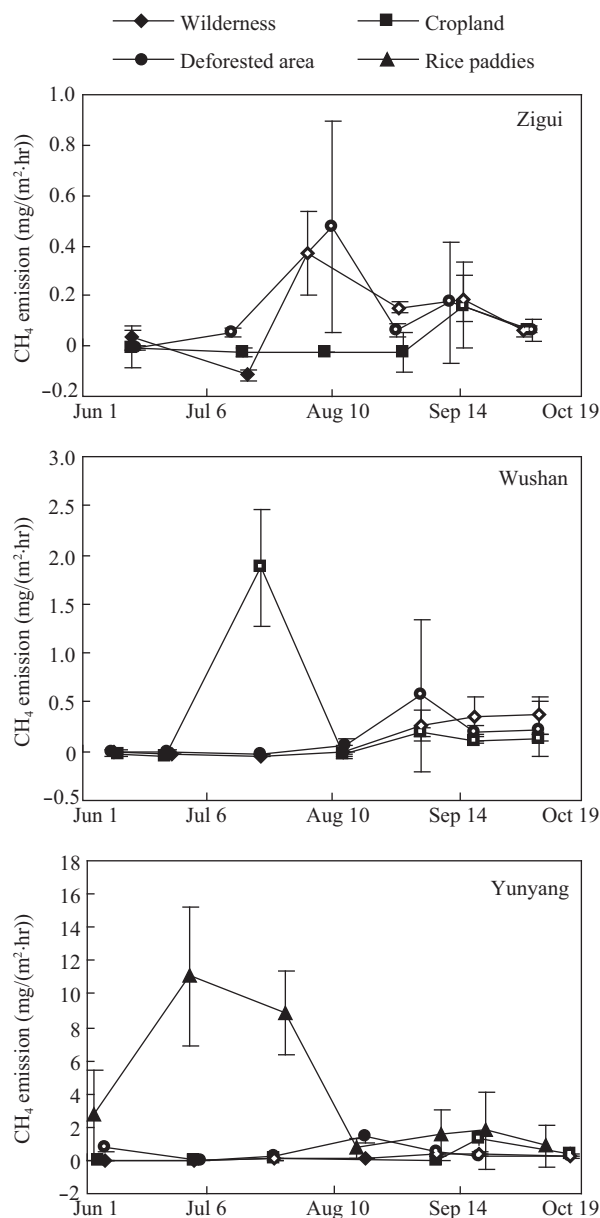 Wilderness Cropland
Deforested area Rice paddies
Zigui
CH₄ emission (mg/(m²·hr))
1.0
0.8
0.6
0.4
0.2
0
−0.2
Jun 1 Jul 6 Aug 10 Sep 14 Oct 19
Wushan
CH₄ emission (mg/(m²·hr))
3.0
2.5
2.0
1.5
1.0
0.5
0
−0.5
Jun 1 Jul 6 Aug 10 Sep 14 Oct 19
Yunyang
CH₄ emission (mg/(m²·hr))
18
16
14
12
10
8
6
4
2
0
−2
Jun 1 Jul 6 Aug 10 Sep 14 Oct 19